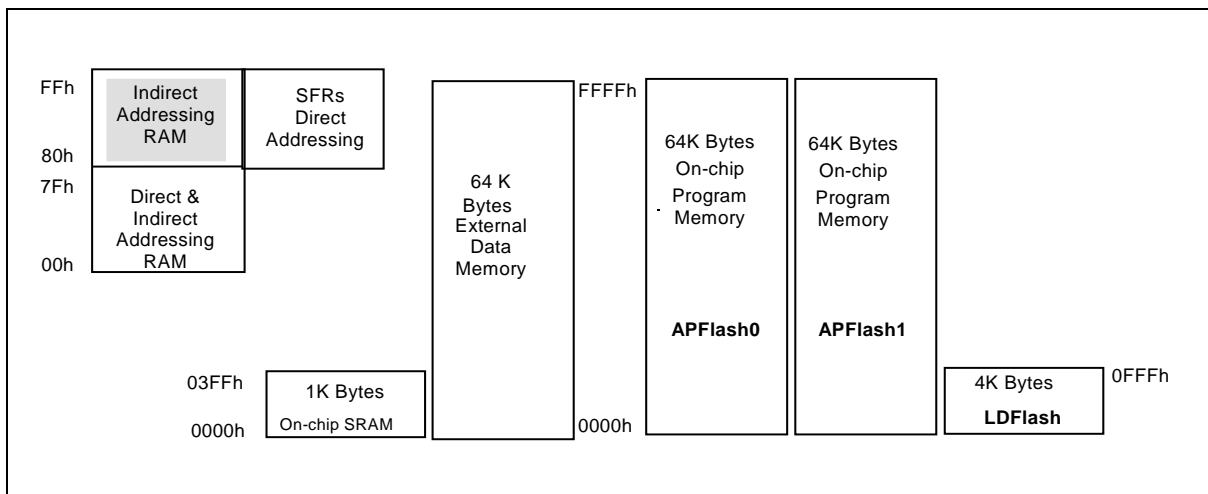 FFh
Indirect
Addressing
RAM
80h
SFRs
Direct
Addressing
7Fh
Direct &
Indirect
Addressing
RAM
00h
03FFh
1K Bytes
On-chip SRAM
0000h
64 K
Bytes
External
Data
Memory
FFFFh
0000h
64K Bytes
On-chip
Program
Memory
APFlash0
64K Bytes
On-chip
Program
Memory
APFlash1
4K Bytes
LDFlash
0FFFh